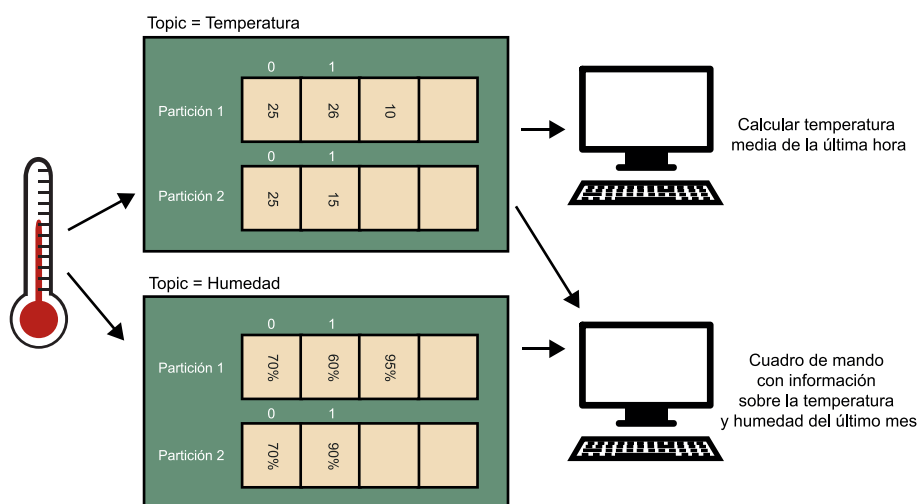 Topic = Temperatura
0 1
Partición 1
25 26 10
0 1
Partición 2
25 15
Calcular temperatura
media de la última hora
Topic = Humedad
0 1
Partición 1
70% 60% 95%
0 1
Partición 2
70% 90%
Cuadro de mando
con información
sobre la temperatura
y humedad del último mes